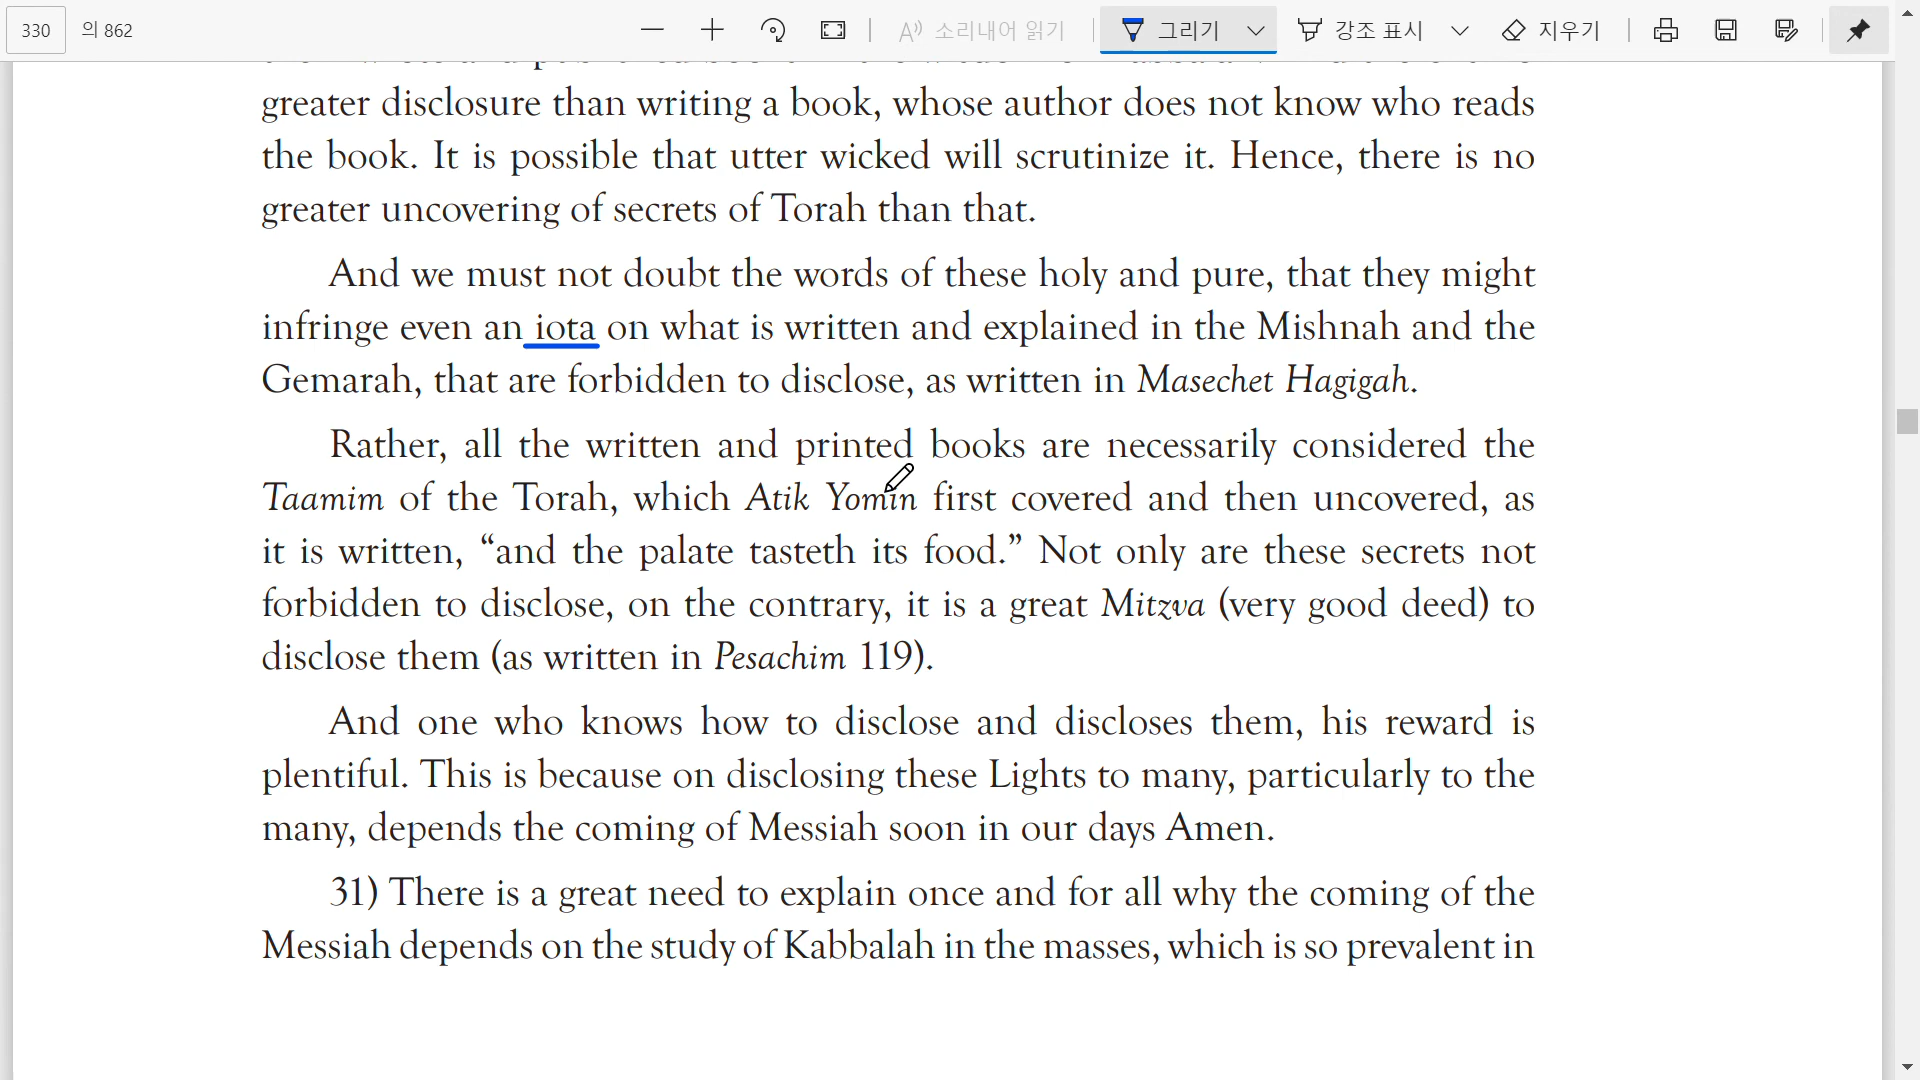 330 의 862 소리내어 읽기 그리기 강조 표시 지우기
greater disclosure than writing a book, whose author does not know who reads
the book. It is possible that utter wicked will scrutinize it. Hence, there is no
greater uncovering of secrets of Torah than that.
And we must not doubt the words of these holy and pure, that they might
infringe even an iota on what is written and explained in the Mishnah and the
Gemarah, that are forbidden to disclose, as written in Masechet Hagigah.
Rather, all the written and printed books are necessarily considered the
Taamim of the Torah, which Atik Yomin first covered and then uncovered, as
it is written, “and the palate tasteth its food.” Not only are these secrets not
forbidden to disclose, on the contrary, it is a great Mitzva (very good deed) to
disclose them (as written in Pesachim 119).
And one who knows how to disclose and discloses them, his reward is
plentiful. This is because on disclosing these Lights to many, particularly to the
many, depends the coming of Messiah soon in our days Amen.
31) There is a great need to explain once and for all why the coming of the
Messiah depends on the study of Kabbalah in the masses, which is so prevalent in